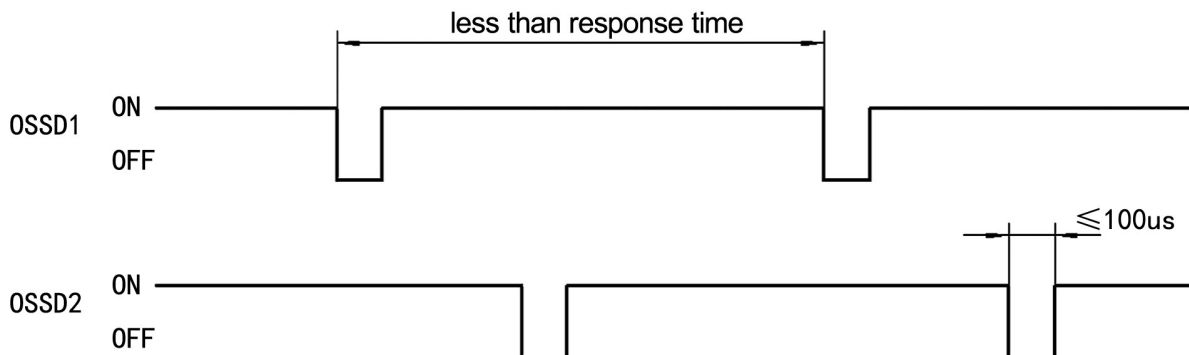 less than response time
ON
OSSD1
OFF
≤100us
ON
OSSD2
OFF